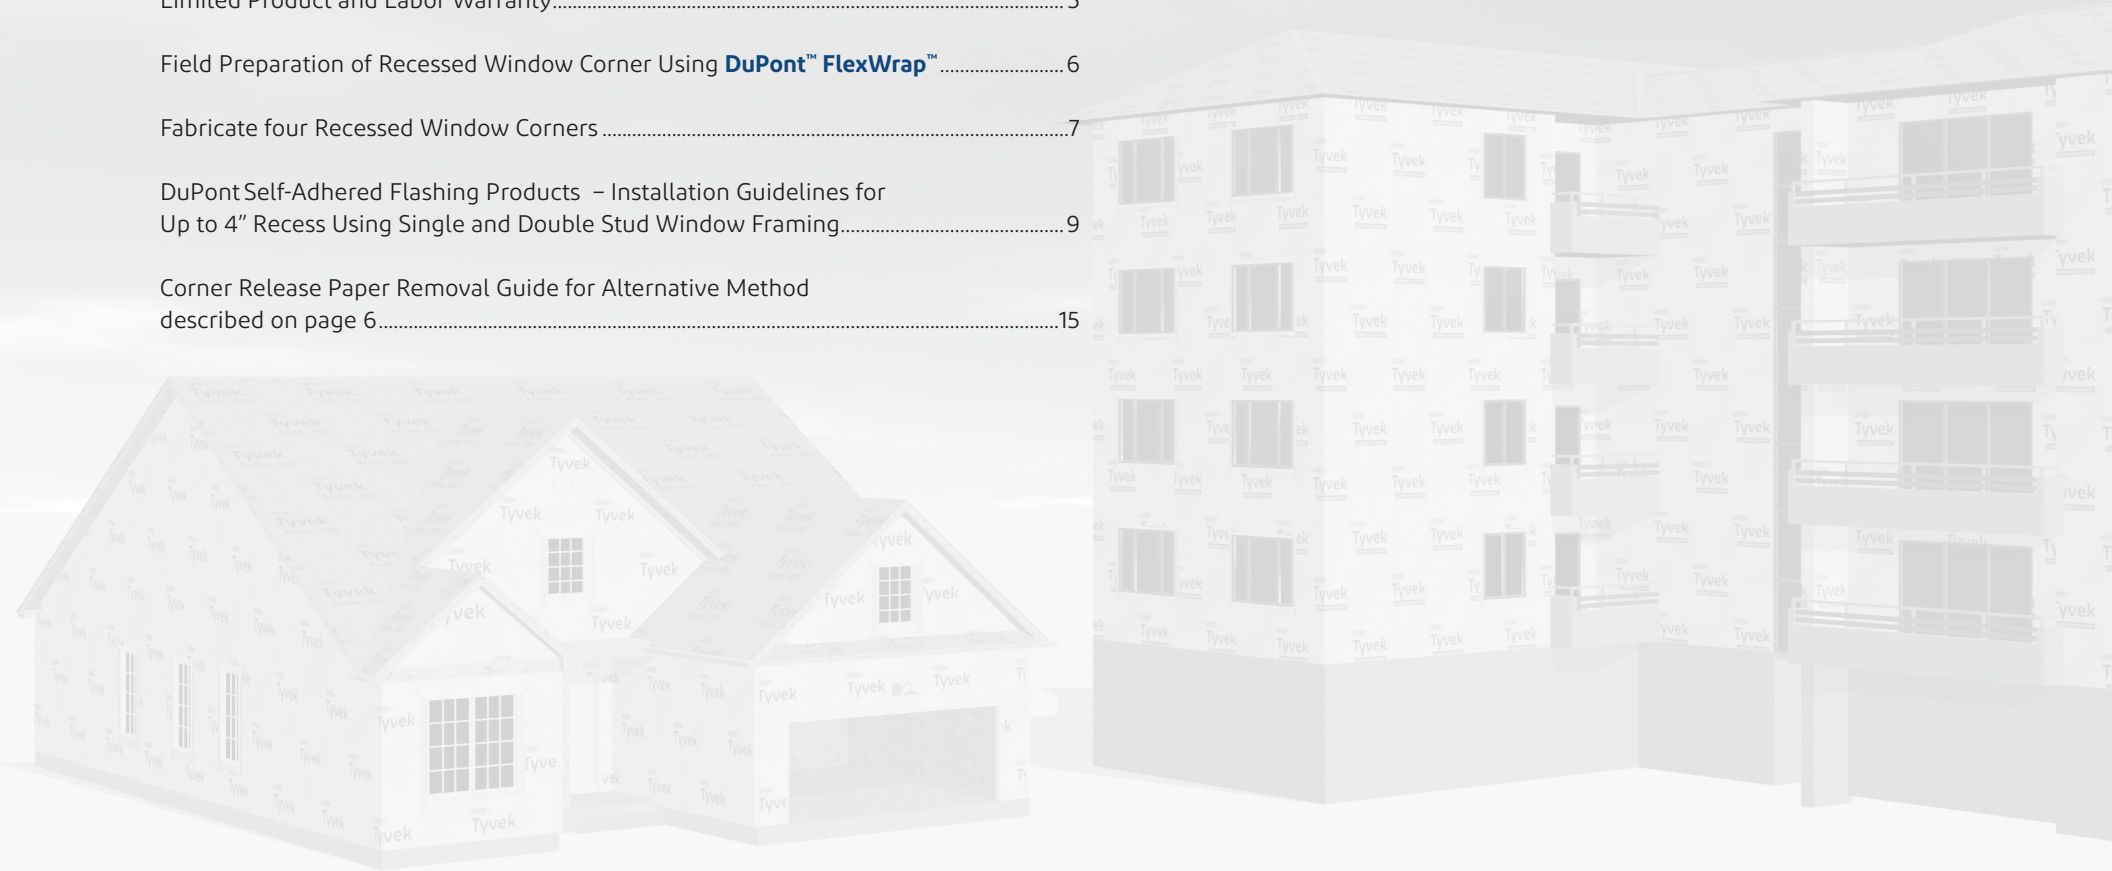 Limited Product and Labor Warranty 5
Field Preparation of Recessed Window Corner Using DuPont™ FlexWrap™ 6
Fabricate four Recessed Window Corners 7
DuPont Self-Adhered Flashing Products – Installation Guidelines for
Up to 4” Recess Using Single and Double Stud Window Framing 9
Corner Release Paper Removal Guide for Alternative Method
described on page 6 15
Tyvek